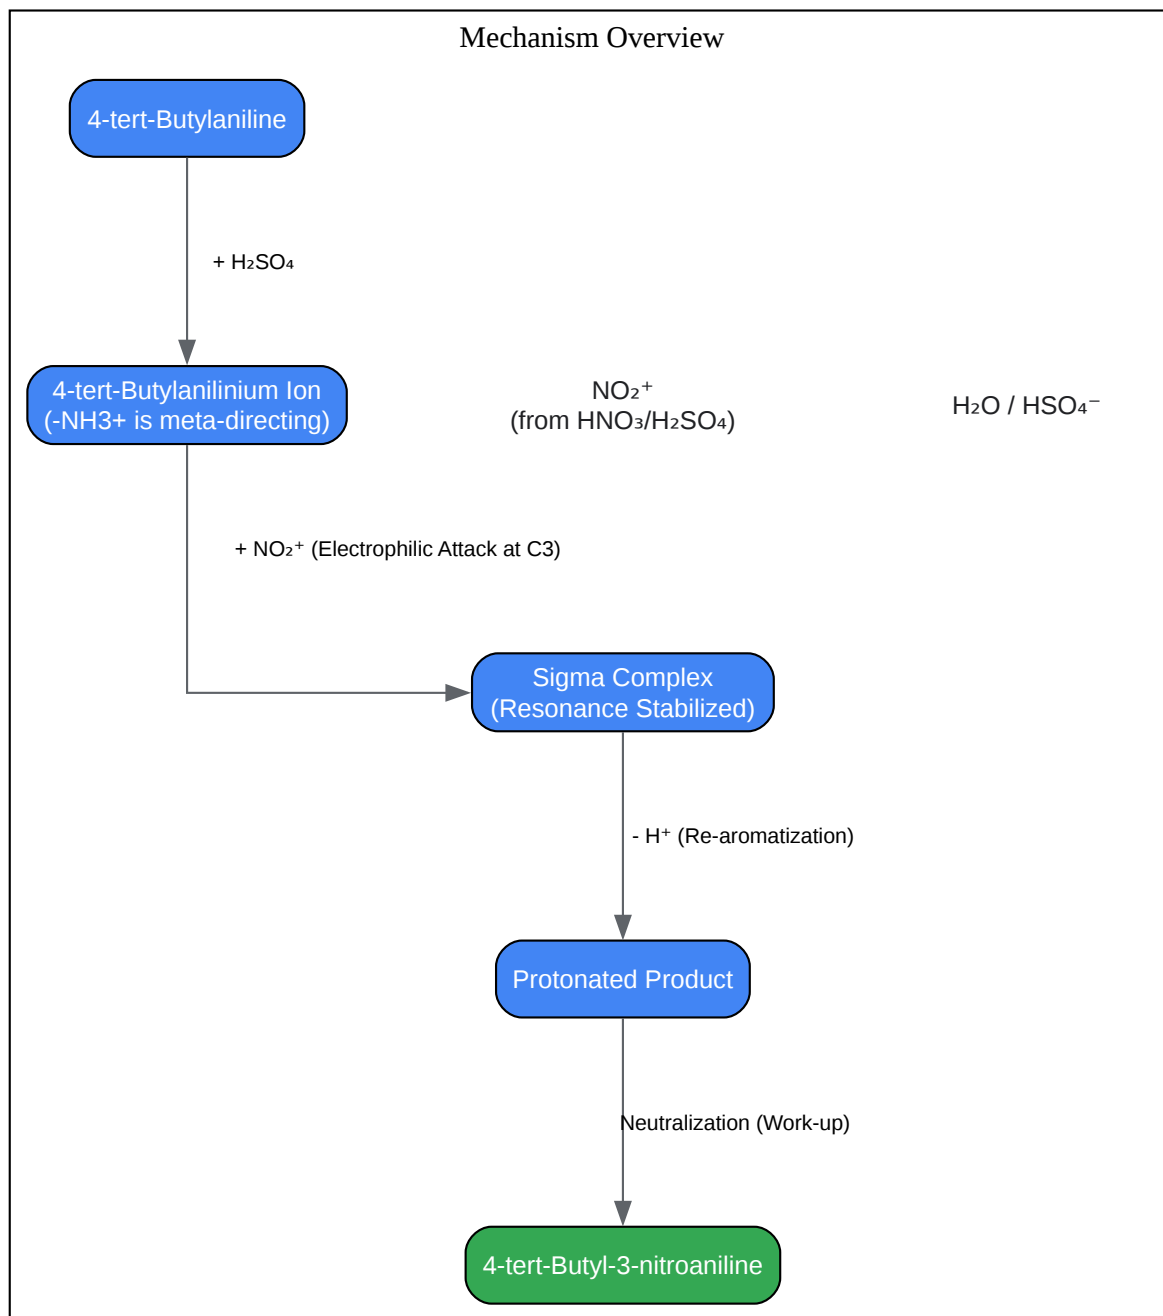 Mechanism Overview
4-tert-Butylaniline
+ H₂SO₄
4-tert-Butylanilinium Ion
(-NH3+ is meta-directing)
NO₂⁺
(from HNO₃/H₂SO₄)
H₂O / HSO₄⁻
+ NO₂⁺ (Electrophilic Attack at C3)
Sigma Complex
(Resonance Stabilized)
- H⁺ (Re-aromatization)
Protonated Product
Neutralization (Work-up)
4-tert-Butyl-3-nitroaniline